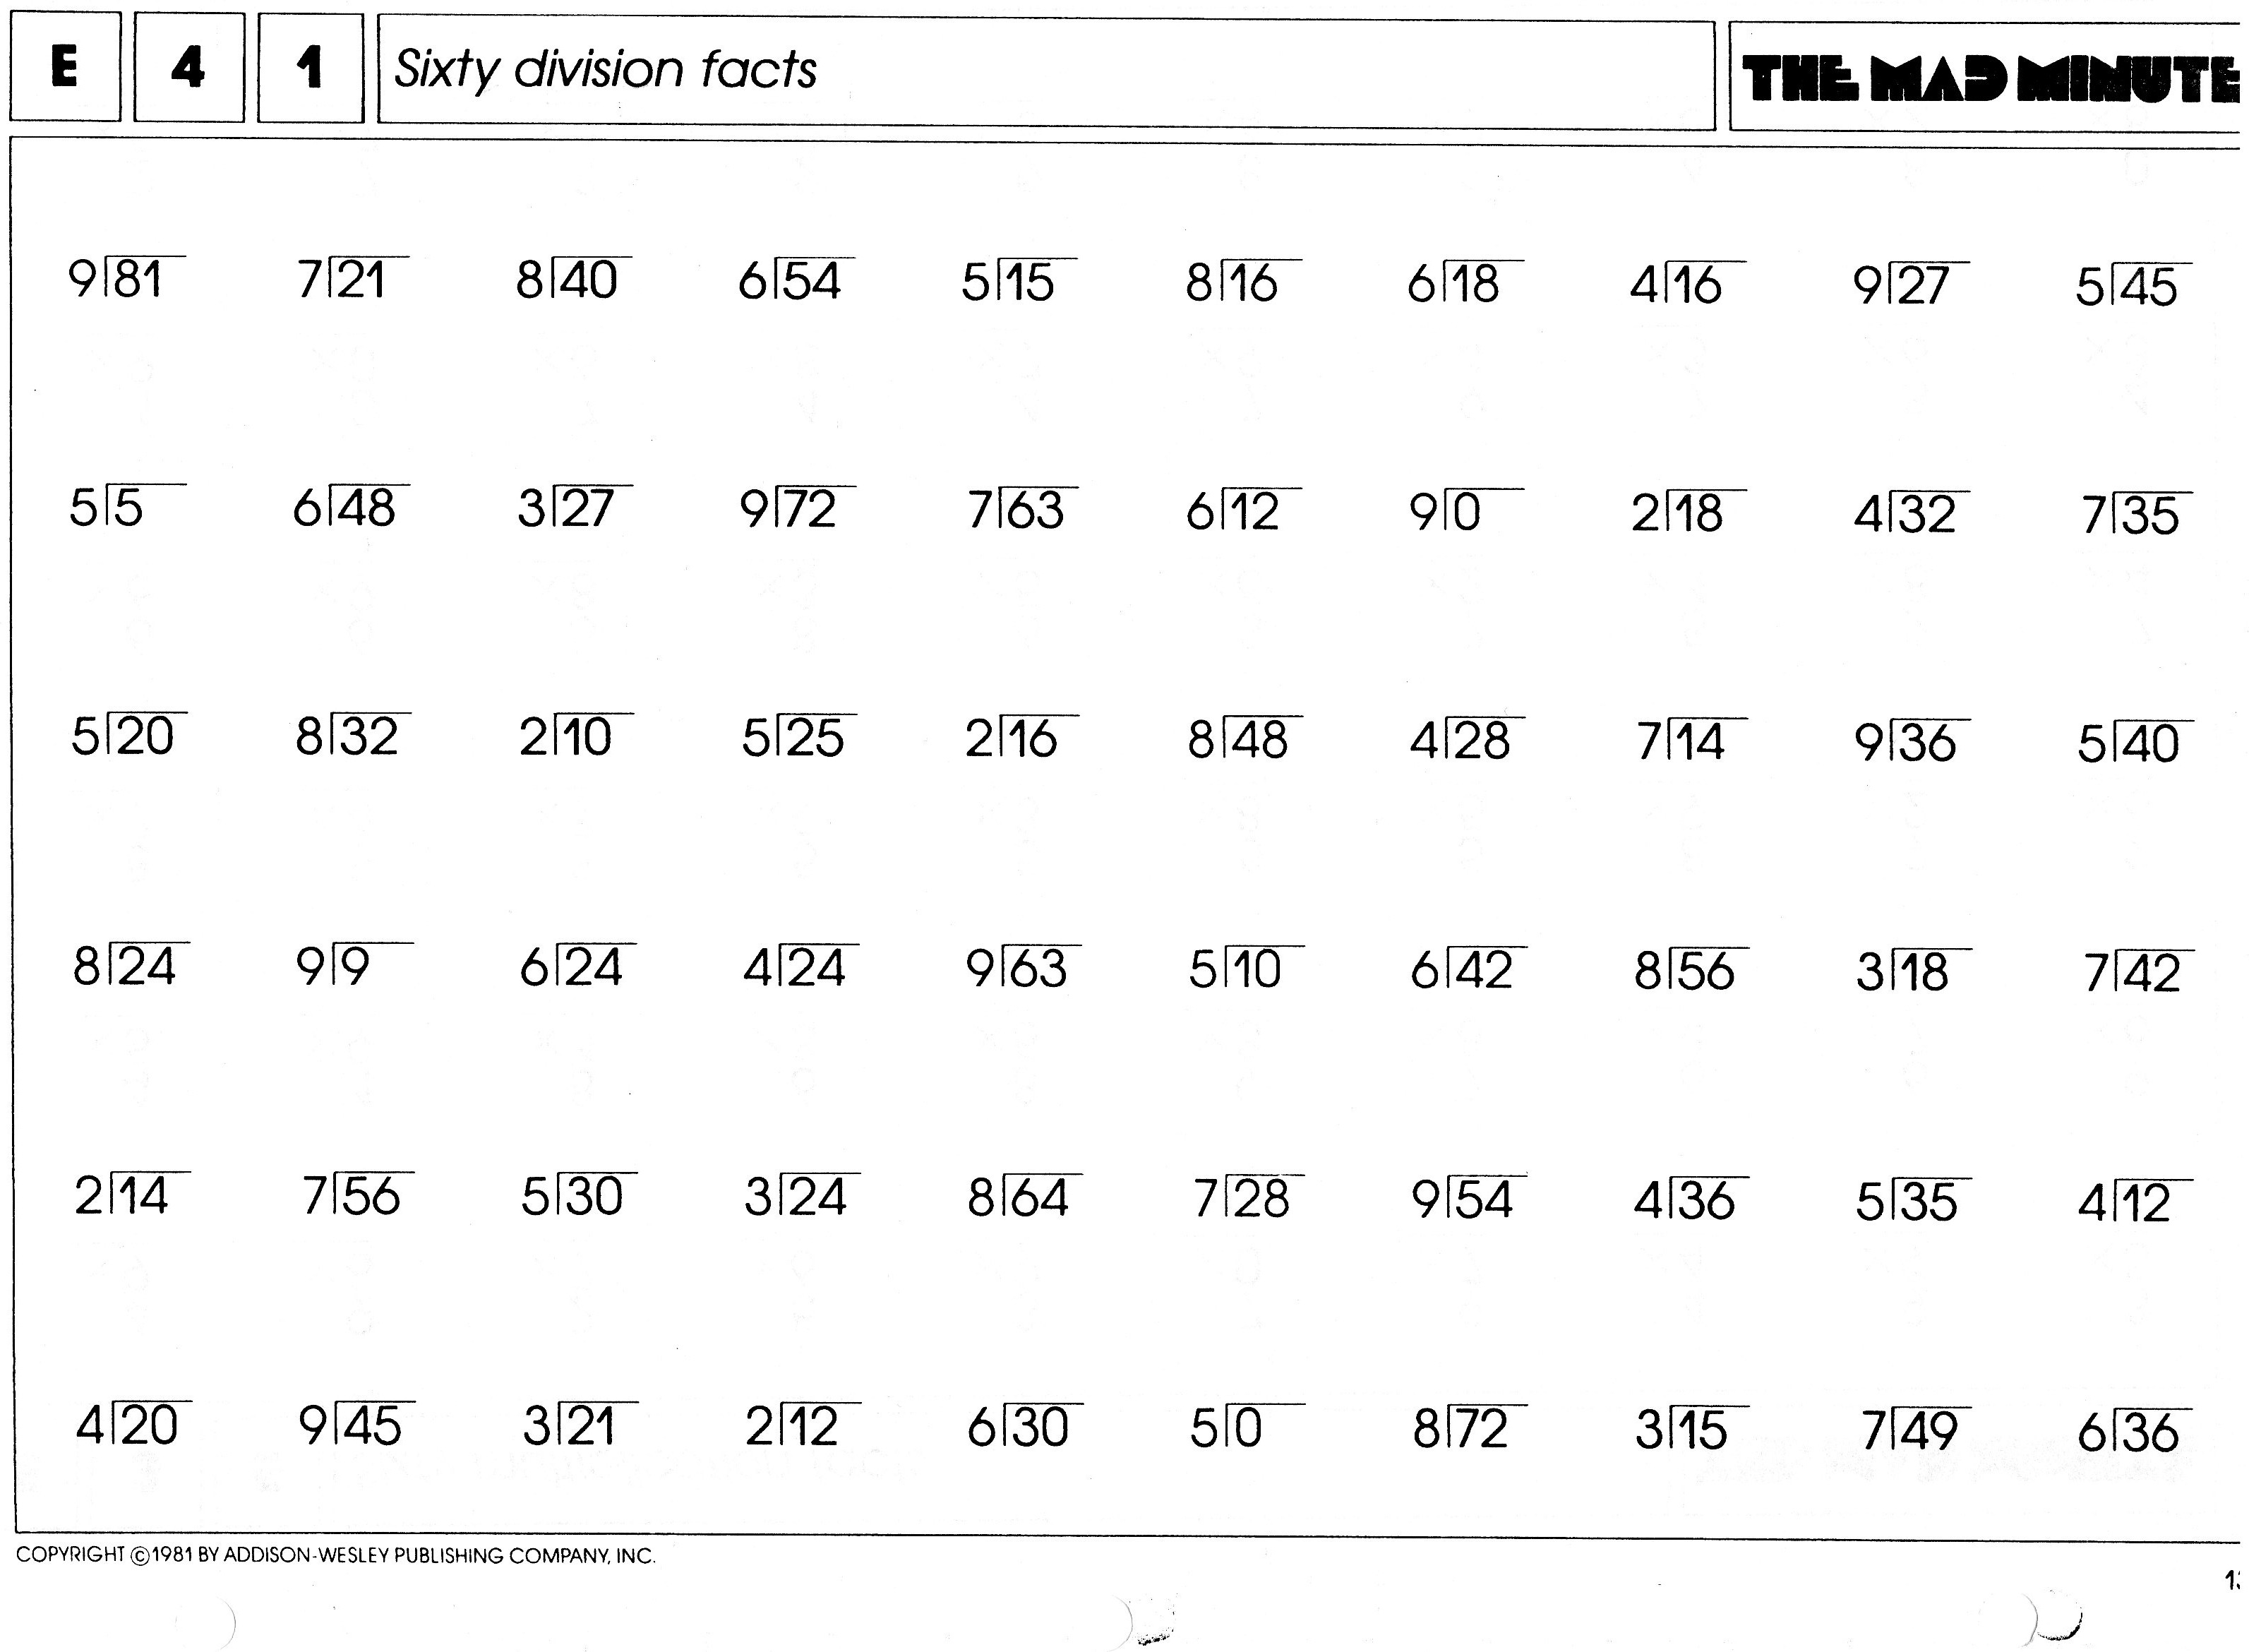 E 4 1 Sixty division facts THE MAD MINUTE
9⟌81 7⟌21 8⟌40 6⟌54 5⟌15 8⟌16 6⟌18 4⟌16 9⟌27 5⟌45
5⟌5 6⟌48 3⟌27 9⟌72 7⟌63 6⟌12 9⟌0 2⟌18 4⟌32 7⟌35
5⟌20 8⟌32 2⟌10 5⟌25 2⟌16 8⟌48 4⟌28 7⟌14 9⟌36 5⟌40
8⟌24 9⟌9 6⟌24 4⟌24 9⟌63 5⟌10 6⟌42 8⟌56 3⟌18 7⟌42
2⟌14 7⟌56 5⟌30 3⟌24 8⟌64 7⟌28 9⟌54 4⟌36 5⟌35 4⟌12
4⟌20 9⟌45 3⟌21 2⟌12 6⟌30 5⟌0 8⟌72 3⟌15 7⟌49 6⟌36
COPYRIGHT ©1981 BY ADDISON-WESLEY PUBLISHING COMPANY, INC.